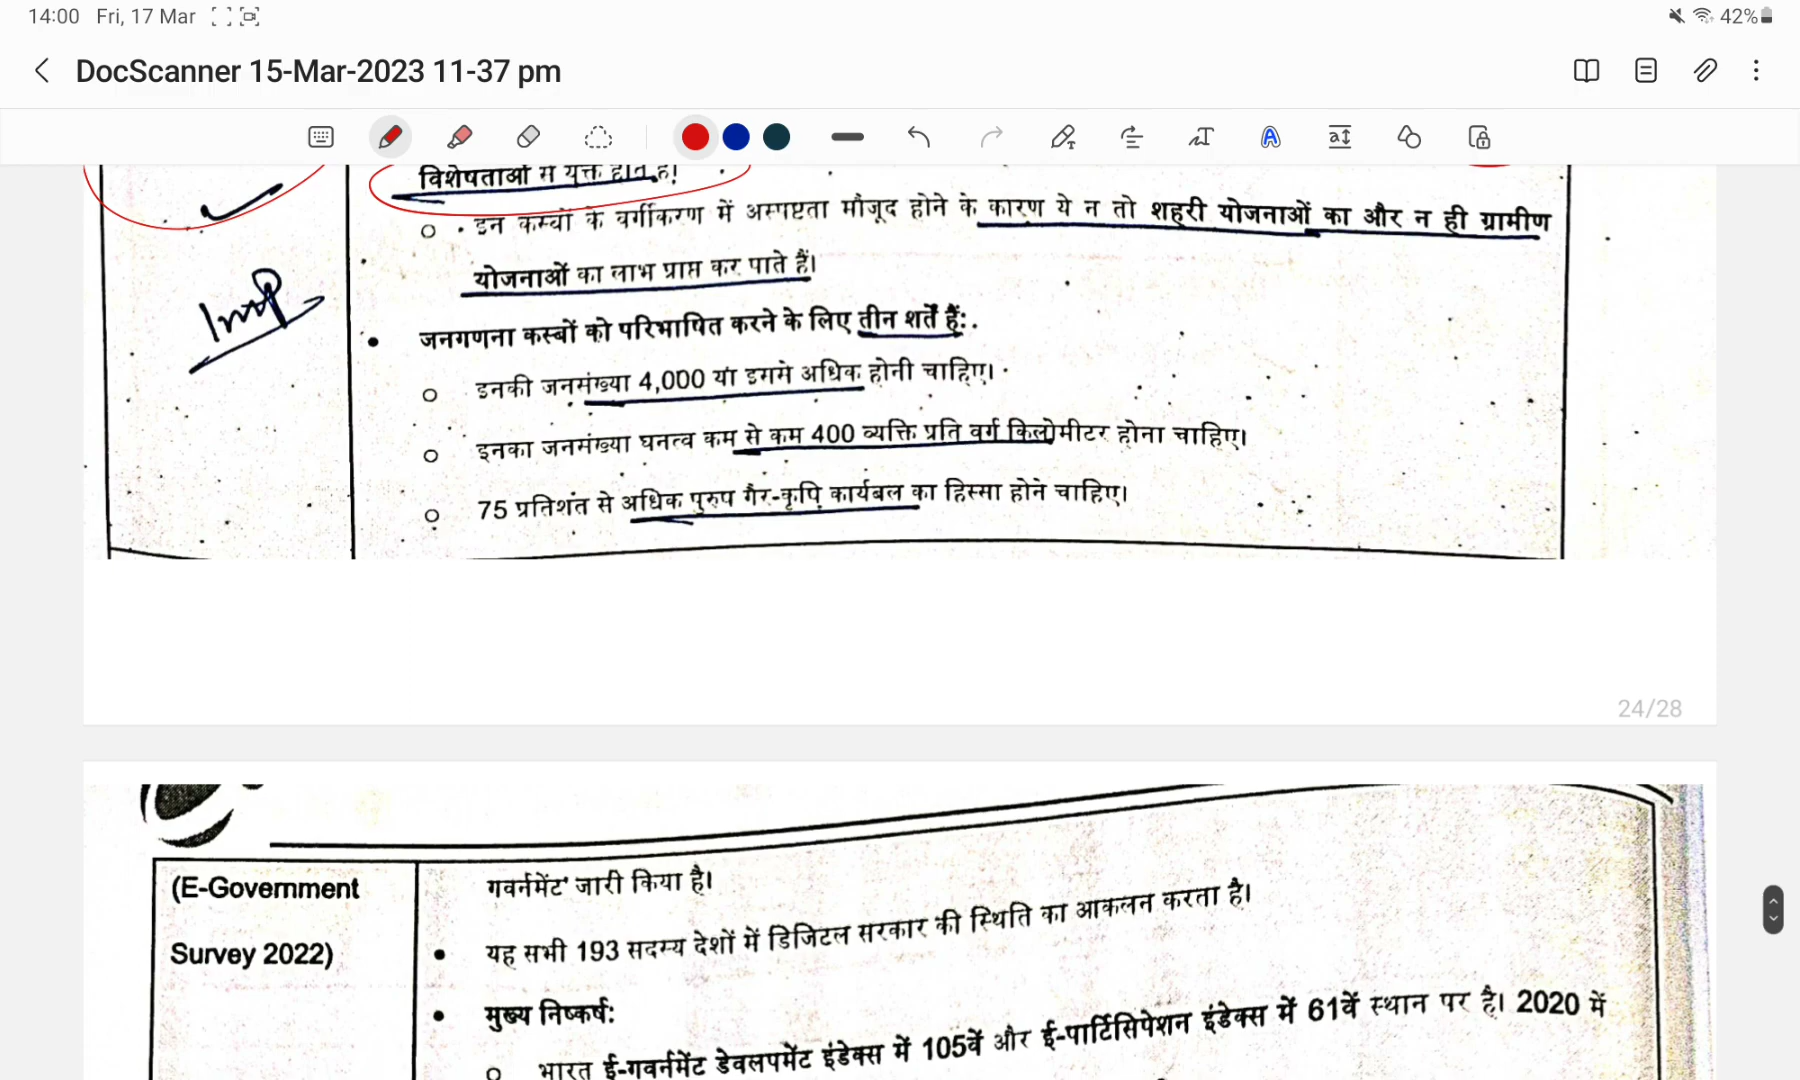 14:00 Fri, 17 Mar 42%
DocScanner 15-Mar-2023 11-37 pm
विशेषताओं से युक्त होते हैं!
इन कस्बों के वर्गीकरण में अस्पष्टता मौजूद होने के कारण ये न तो शहरी योजनाओं का और न ही ग्रामीण
योजनाओं का लाभ प्राप्त कर पाते हैं।
Imp
जनगणना कस्बों को परिभाषित करने के लिए तीन शर्तें हैं:
इनकी जनसंख्या 4,000 या इससे अधिक होनी चाहिए।
इनका जनसंख्या घनत्व कम से कम 400 व्यक्ति प्रति वर्ग किलोमीटर होना चाहिए।
75 प्रतिशत से अधिक पुरुष गैर-कृषि कार्यबल का हिस्सा होने चाहिए।
24/28
(E-Government
Survey 2022)
गवर्नमेंट' जारी किया है।
यह सभी 193 सदस्य देशों में डिजिटल सरकार की स्थिति का आकलन करता है।
मुख्य निष्कर्ष:
भारत ई-गवर्नमेंट डेवलपमेंट इंडेक्स में 105वें और ई-पार्टिसिपेशन इंडेक्स में 61वें स्थान पर है। 2020 में